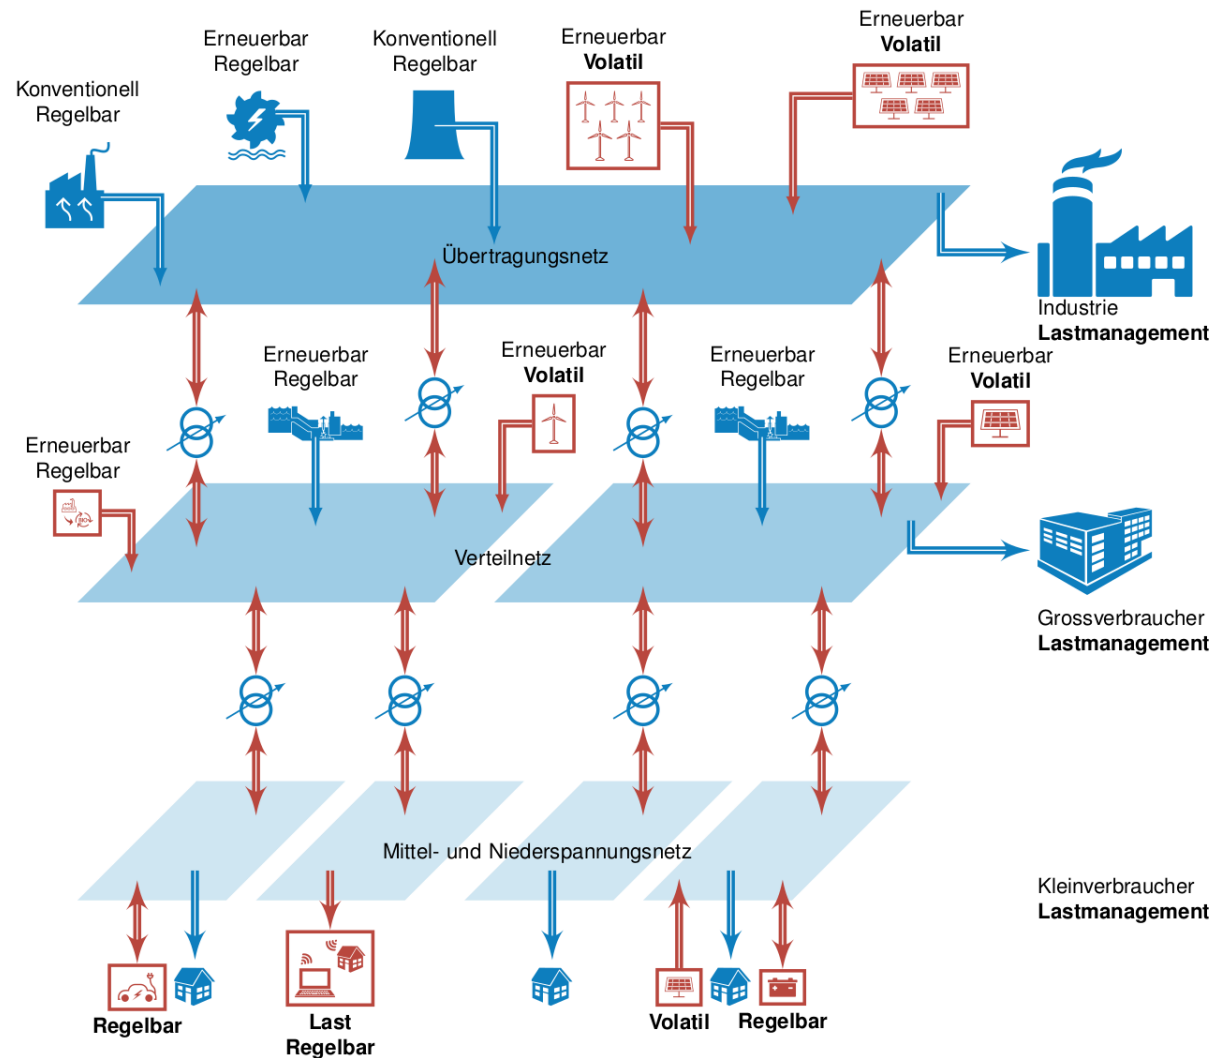 Erneuerbar
Volatil
Erneuerbar
Regelbar
Konventionell
Regelbar
Erneuerbar
Volatil
Konventionell
Regelbar
Übertragungsnetz
Industrie
Lastmanagement
Erneuerbar
Regelbar
Erneuerbar
Volatil
Erneuerbar
Regelbar
Erneuerbar
Volatil
Erneuerbar
Regelbar
BIO
Verteilnetz
Grossverbraucher
Lastmanagement
Mittel- und Niederspannungsnetz
Kleinverbraucher
Lastmanagement
Regelbar
Last
Regelbar
Volatil
Regelbar